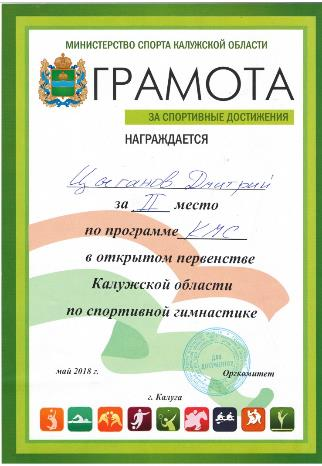 МИНИСТЕРСТВО СПОРТА КАЛУЖСКОЙ ОБЛАСТИ
ГРАМОТА
ЗА СПОРТИВНЫЕ ДОСТИЖЕНИЯ
НАГРАЖДАЕТСЯ
Цыганов Дмитрий
за II место
по программе КМС
в открытом первенстве
Калужской области
по спортивной гимнастике
ДЛЯ
ДОКУМЕНТОВ
май 2018 г. Оргкомитет
г. Калуга